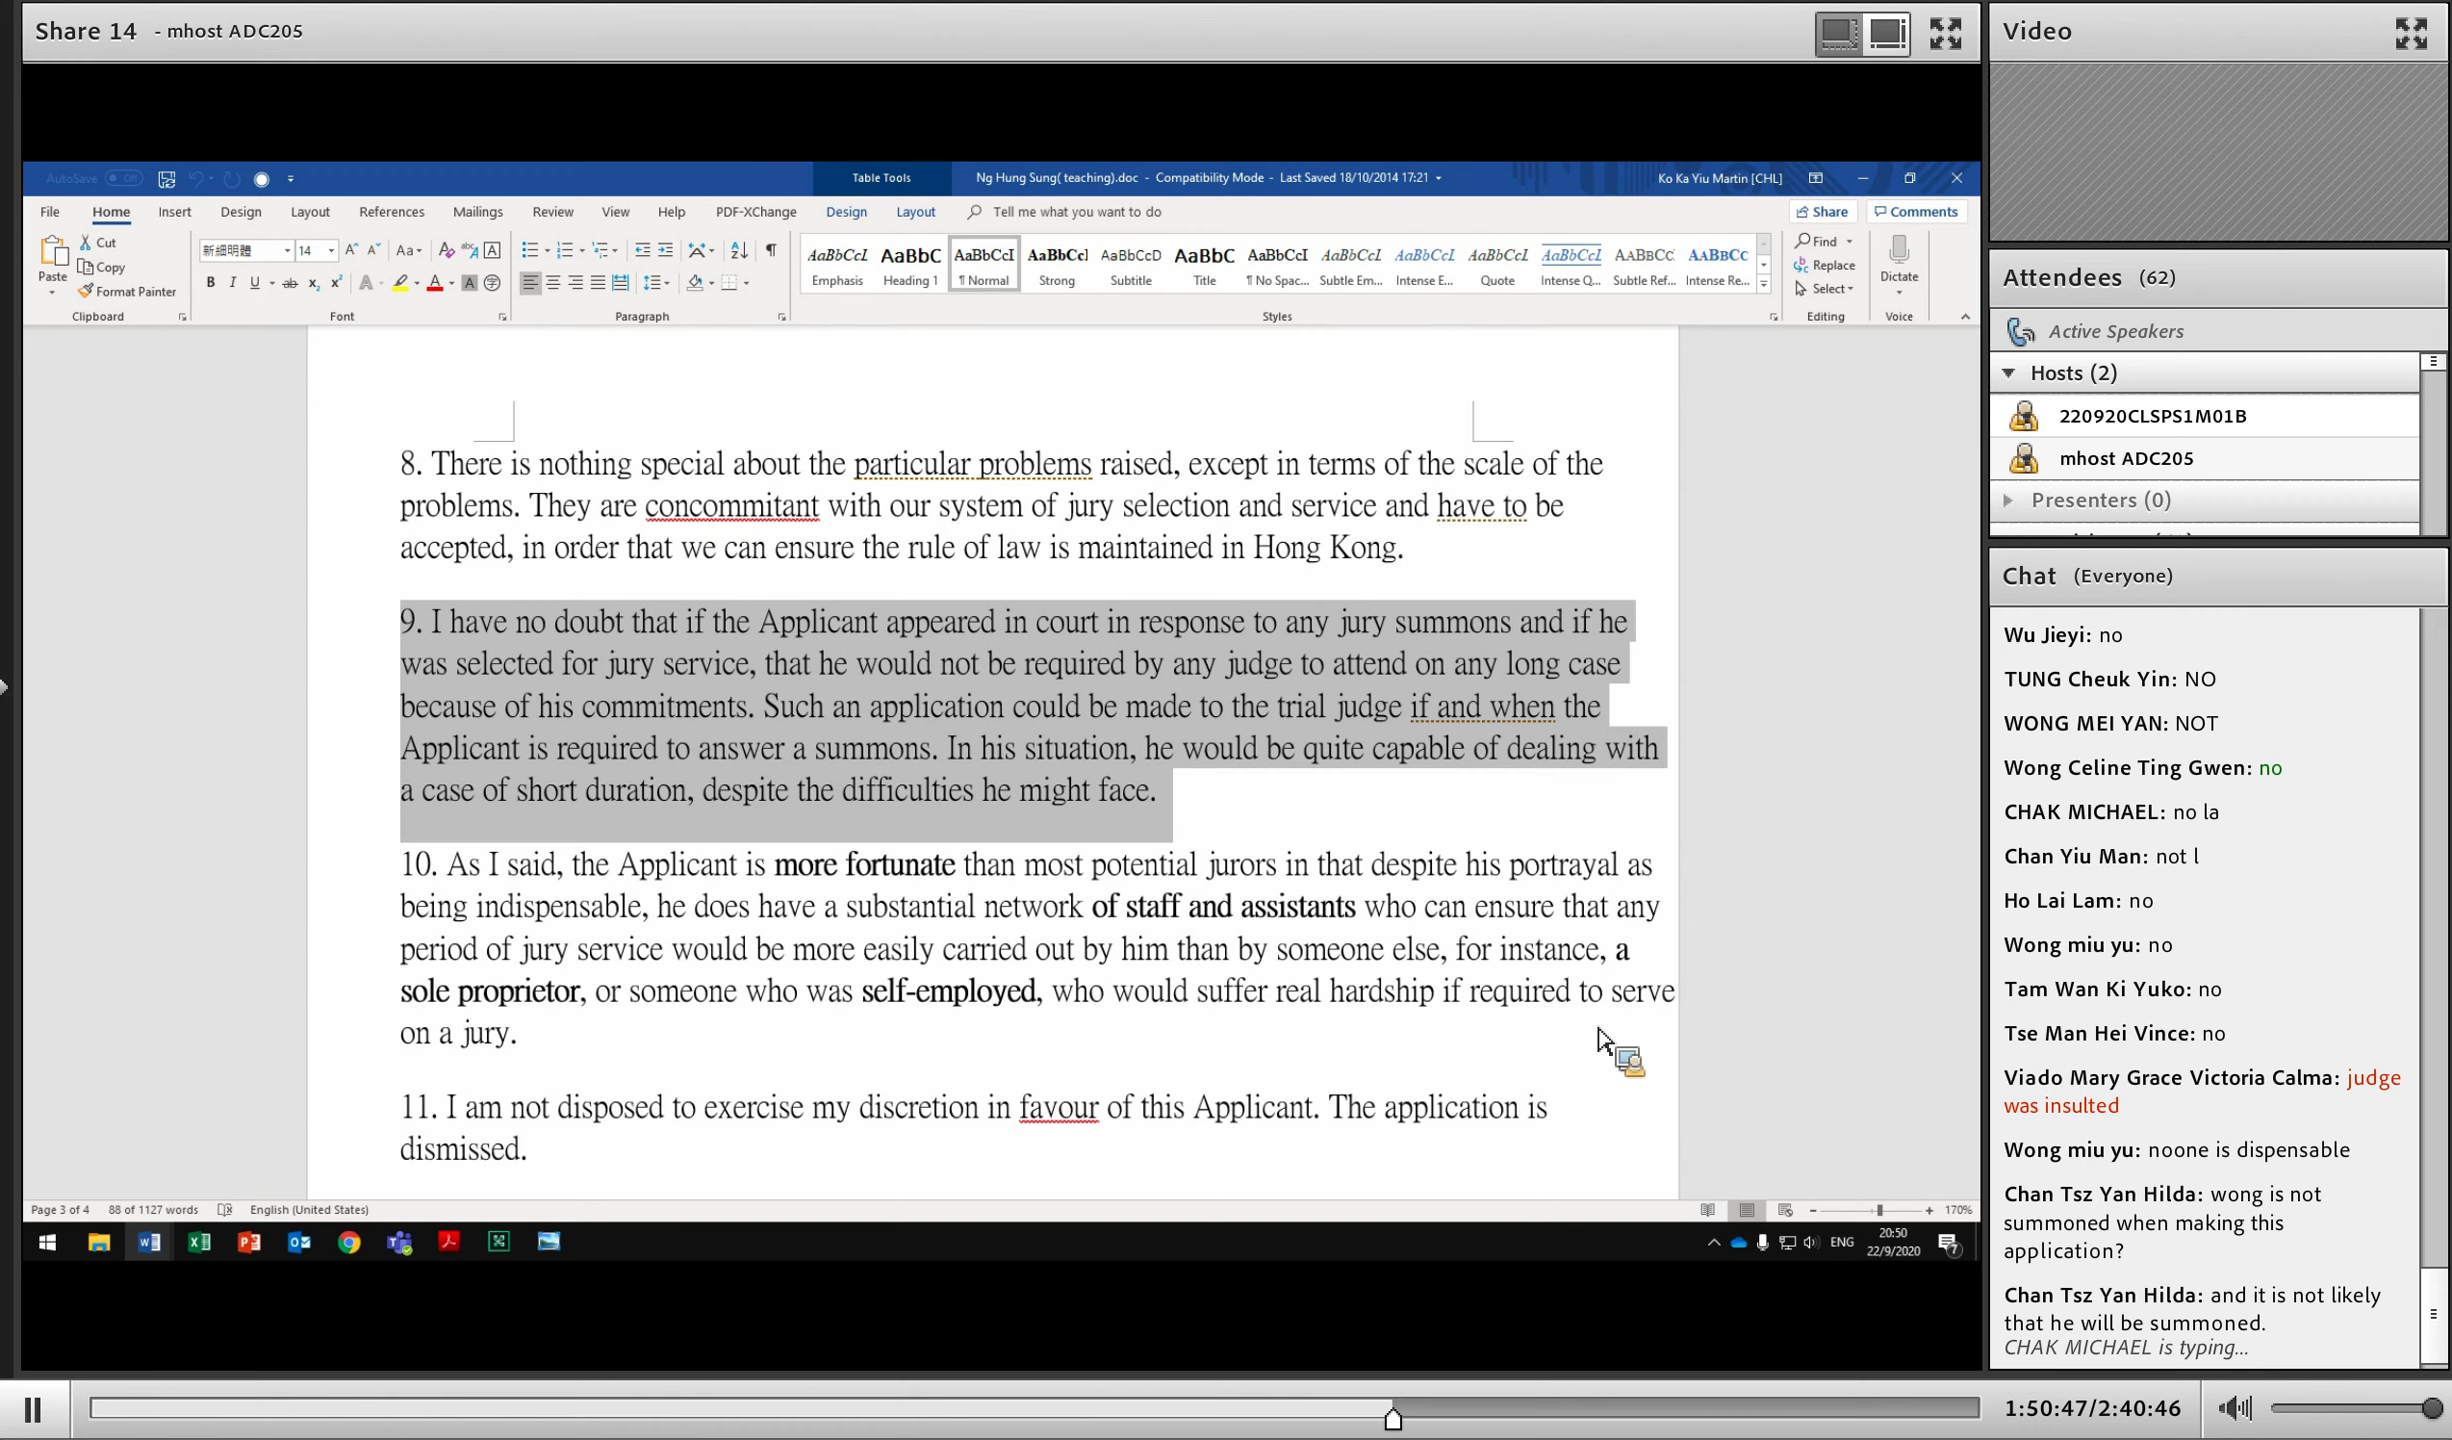 Share 14 - mhost ADC205
AutoSave Off
Table Tools
Ng Hung Sung( teaching).doc - Compatibility Mode - Last Saved 18/10/2014 17:21
Ko Ka Yiu Martin [CHL]
File Home Insert Design Layout References Mailings Review View Help PDF-XChange Design Layout Tell me what you want to do
Share Comments
Paste
Cut
Copy
Format Painter
Clipboard
新細明體 14
Font
Paragraph
AaBbCcI AaBbC AaBbCcI AaBbCcI AaBbCcD AaBbC AaBbCcI AaBbCcI AaBbCcI AaBbCcI AaBbCcI AABBCC AABBCC
Emphasis Heading 1 ¶ Normal Strong Subtitle Title ¶ No Spac... Subtle Em... Intense E... Quote Intense Q... Subtle Ref... Intense Re...
Styles
Find
Replace
Select
Editing
Dictate
Voice
8. There is nothing special about the particular problems raised, except in terms of the scale of the
problems. They are concommitant with our system of jury selection and service and have to be
accepted, in order that we can ensure the rule of law is maintained in Hong Kong.
9. I have no doubt that if the Applicant appeared in court in response to any jury summons and if he
was selected for jury service, that he would not be required by any judge to attend on any long case
because of his commitments. Such an application could be made to the trial judge if and when the
Applicant is required to answer a summons. In his situation, he would be quite capable of dealing with
a case of short duration, despite the difficulties he might face.
10. As I said, the Applicant is more fortunate than most potential jurors in that despite his portrayal as
being indispensable, he does have a substantial network of staff and assistants who can ensure that any
period of jury service would be more easily carried out by him than by someone else, for instance, a
sole proprietor, or someone who was self-employed, who would suffer real hardship if required to serve
on a jury.
11. I am not disposed to exercise my discretion in favour of this Applicant. The application is
dismissed.
Page 3 of 4 88 of 1127 words English (United States)
170%
ENG
20:50
22/9/2020
7
Video
Attendees (62)
Active Speakers
Hosts (2)
220920CLSPS1M01B
mhost ADC205
Presenters (0)
Chat (Everyone)
Wu Jieyi: no
TUNG Cheuk Yin: NO
WONG MEI YAN: NOT
Wong Celine Ting Gwen: no
CHAK MICHAEL: no la
Chan Yiu Man: not l
Ho Lai Lam: no
Wong miu yu: no
Tam Wan Ki Yuko: no
Tse Man Hei Vince: no
Viado Mary Grace Victoria Calma: judge
was insulted
Wong miu yu: noone is dispensable
Chan Tsz Yan Hilda: wong is not
summoned when making this
application?
Chan Tsz Yan Hilda: and it is not likely
that he will be summoned.
CHAK MICHAEL is typing...
1:50:47/2:40:46